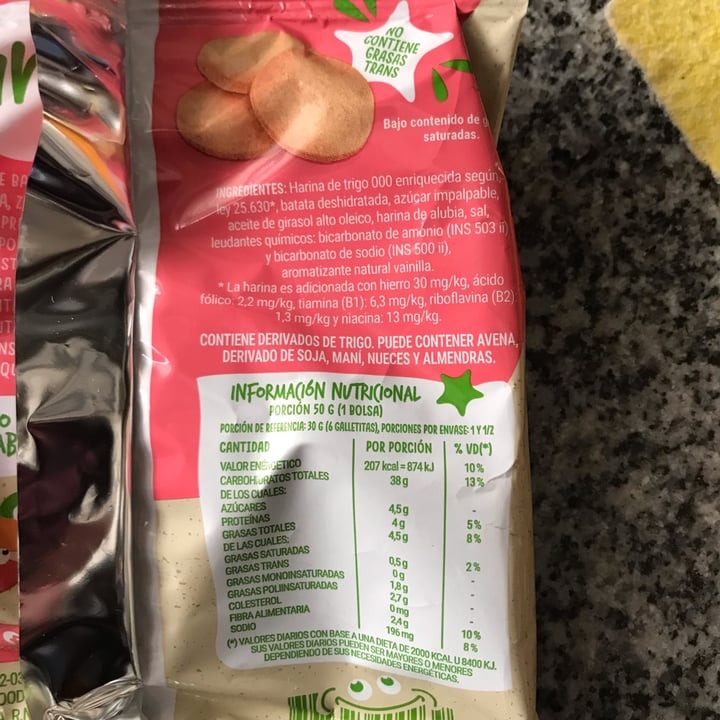 NO
CONTIENE
GRASAS
TRANS
Bajo contenido de
saturadas.
INGREDIENTES: Harina de trigo 000 enriquecida según
ley 25.630*, batata deshidratada, azúcar impalpable,
aceite de girasol alto oleico, harina de alubia, sal,
leudantes químicos: bicarbonato de amonio (INS 503 ii)
y bicarbonato de sodio (INS 500 ii),
aromatizante natural vainilla.
* La harina es adicionada con hierro 30 mg/kg, ácido
fólico: 2,2 mg/kg, tiamina (B1): 6,3 mg/kg, riboflavina (B2):
1,3 mg/kg y niacina: 13 mg/kg.
CONTIENE DERIVADOS DE TRIGO. PUEDE CONTENER AVENA,
DERIVADO DE SOJA, MANÍ, NUECES Y ALMENDRAS.
INFORMACIÓN NUTRICIONAL
PORCIÓN 50 G (1 BOLSA)
PORCIÓN DE REFERENCIA: 30 G (6 GALLETITAS), PORCIONES POR ENVASE: 1 Y 1/2
CANTIDAD POR PORCIÓN % VD(*)
VALOR ENERGETICO 207 kcal = 874 kJ 10 %
CARBOHIDRATOS TOTALES 38 g 13 %
DE LOS CUALES:
AZÚCARES 4,5 g -
PROTEÍNAS 4 g 5 %
GRASAS TOTALES 4,5 g 8 %
DE LAS CUALES:
GRASAS SATURADAS 0,5 g 2 %
GRASAS TRANS 0 g -
GRASAS MONOINSATURADAS 1,8 g -
GRASAS POLIINSATURADAS 2,7 g -
COLESTEROL 0 mg -
FIBRA ALIMENTARIA 2,4 g 10 %
SODIO 196 mg 8 %
(*) VALORES DIARIOS CON BASE A UNA DIETA DE 2000 KCAL U 8400 KJ.
SUS VALORES DIARIOS PUEDEN SER MAYORES O MENORES
DEPENDIENDO DE SUS NECESIDADES ENERGÉTICAS.